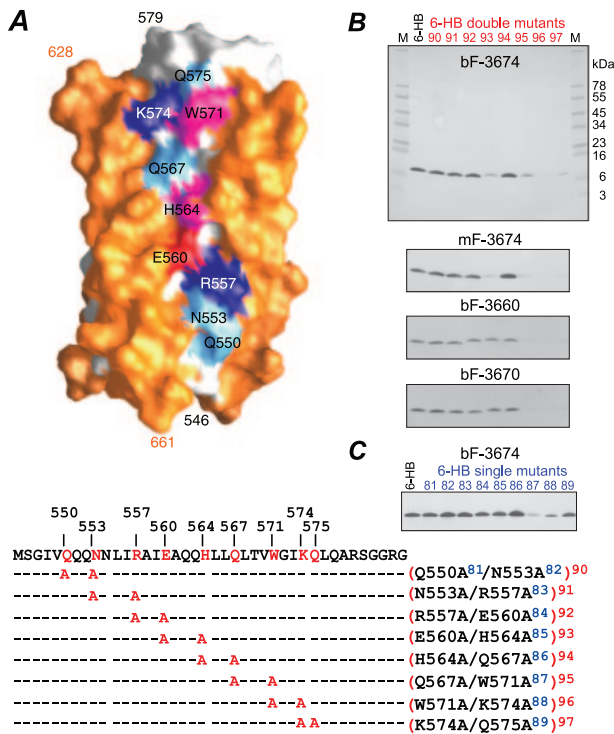 A
579
628
Q575
K574
W571
Q567
H564
E560
R557
N553
Q550
546
661
B
6-HB double mutants
M 6-HB 90 91 92 93 94 95 96 97 M
bF-3674
kDa
78
55
45
34
23
16
6
3
mF-3674
bF-3660
bF-3670
C
bF-3674
6-HB 6-HB single mutants
81 82 83 84 85 86 87 88 89
550 553 557 560 564 567 571 574 575
MSGIVQQQNNLIRAIEAQQHLLQLTVWGIKQLQARSGGRG
-----A--A------------------------------- (Q550A81/N553A82)90
--------A---A--------------------------- (N553A/R557A83)91
------------A--A------------------------ (R557A/E560A84)92
---------------A---A-------------------- (E560A/H564A85)93
-------------------A--A----------------- (H564A/Q567A86)94
----------------------A---A------------- (Q567A/W571A87)95
--------------------------A--A---------- (W571A/K574A88)96
-----------------------------AA--------- (K574A/Q575A89)97